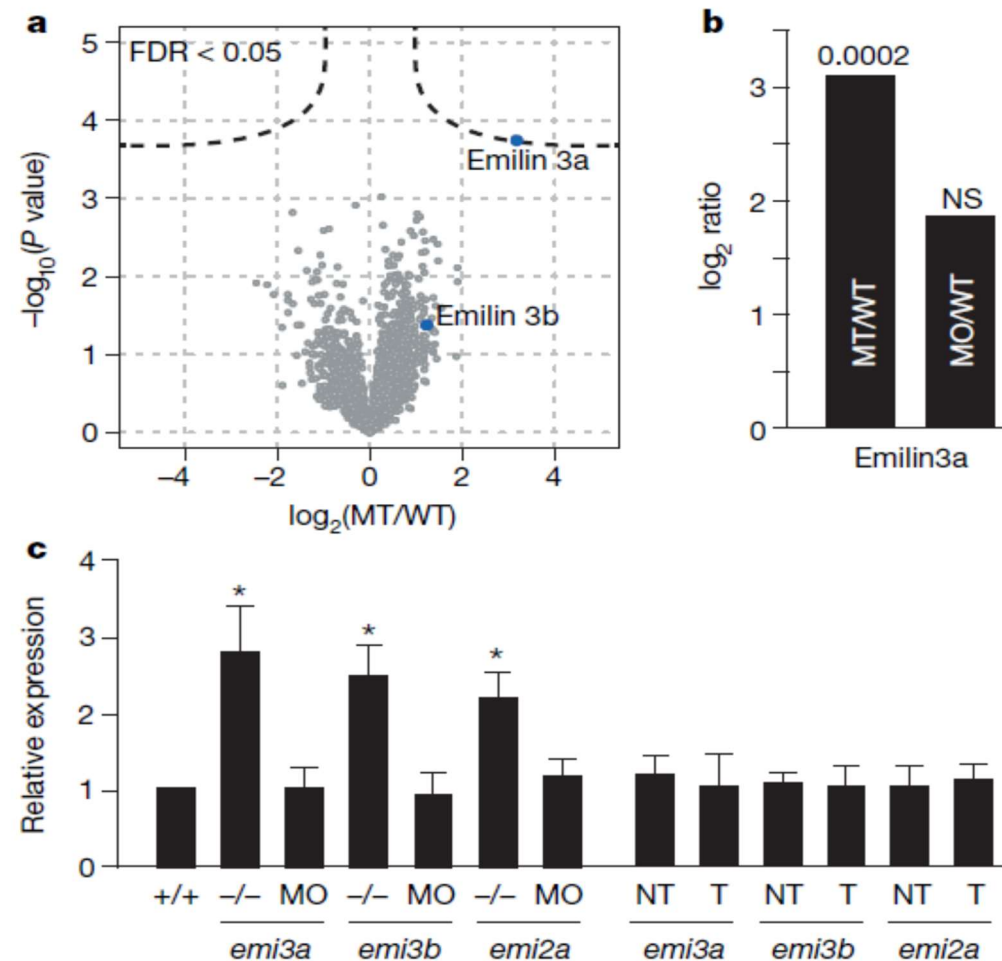 a
FDR < 0.05
5
4
3
2
1
0
–log10(P value)
Emilin 3a
Emilin 3b
–4 –2 0 2 4
log2(MT/WT)
b
3
2
1
0
log2 ratio
0.0002
NS
MT/WT
MO/WT
Emilin3a
c
4
3
2
1
0
Relative expression
* * *
+/+ –/– MO –/– MO –/– MO NT T NT T NT T
emi3a emi3b emi2a emi3a emi3b emi2a